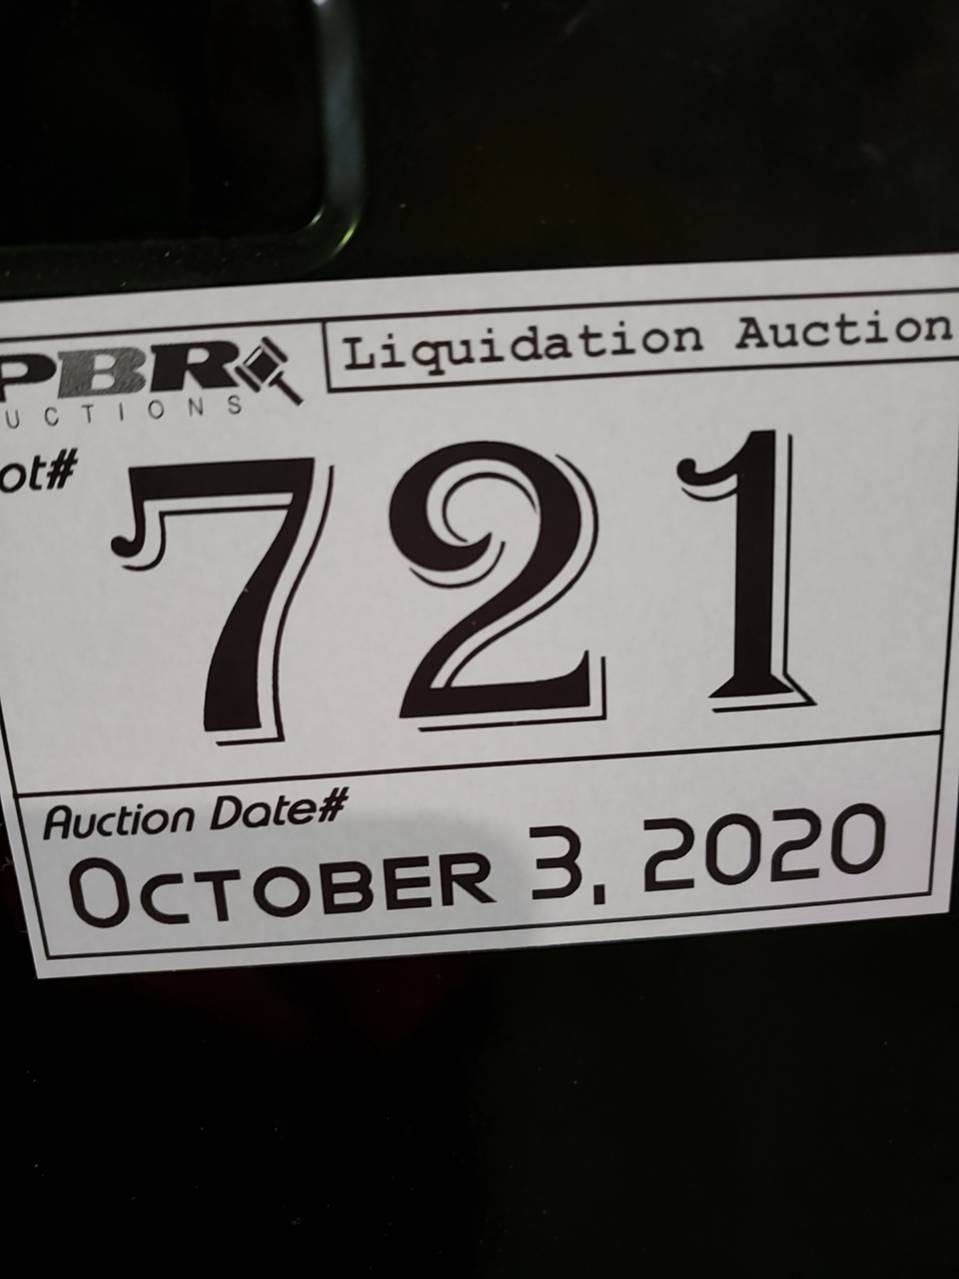 PBR
UCTIONS
Liquidation Auction
ot#
721
Auction Date#
October 3, 2020